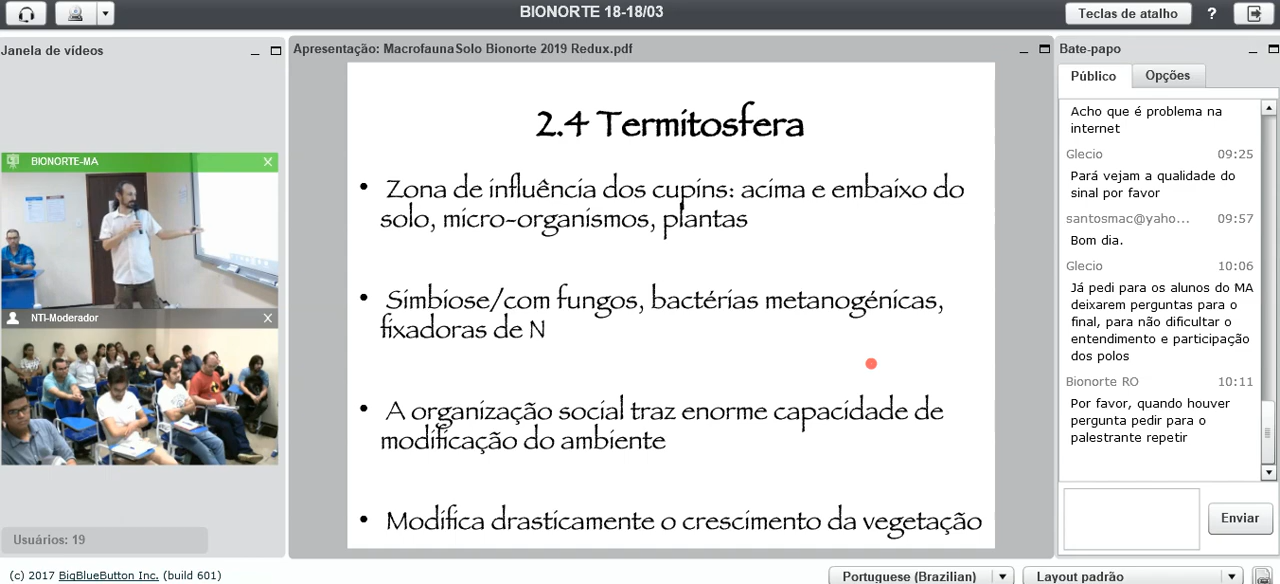 BIONORTE 18-18/03
Teclas de atalho
?
Janela de vídeos
BIONORTE-MA
NTI-Moderador
Usuários: 19
Apresentação: MacrofaunaSolo Bionorte 2019 Redux.pdf
2.4 Termitosfera
• Zona de influência dos cupins: acima e embaixo do
solo, micro-organismos, plantas
• Simbiose/com fungos, bactérias metanogénicas,
fixadoras de N
• A organização social traz enorme capacidade de
modificação do ambiente
• Modifica drasticamente o crescimento da vegetação
Bate-papo
Público
Opções
Acho que é problema na
internet
Glecio 09:25
Pará vejam a qualidade do
sinal por favor
santosmac@yaho... 09:57
Bom dia.
Glecio 10:06
Já pedi para os alunos do MA
deixarem perguntas para o
final, para não dificultar o
entendimento e participação
dos polos
Bionorte RO 10:11
Por favor, quando houver
pergunta pedir para o
palestrante repetir
Enviar
(c) 2017 BigBlueButton Inc. (build 601)
Portuguese (Brazilian)
Layout padrão